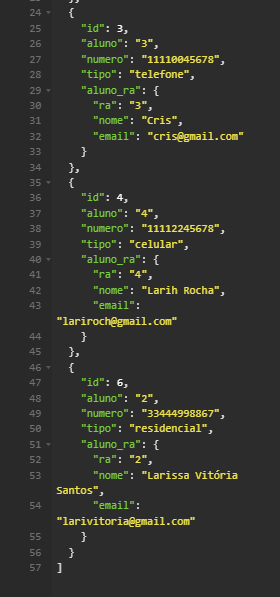 },
24 {
25 "id": 3,
26 "aluno": "3",
27 "numero": "11110045678",
28 "tipo": "telefone",
29 "aluno_ra": {
30 "ra": "3",
31 "nome": "Cris",
32 "email": "cris@gmail.com"
33 }
34 },
35 {
36 "id": 4,
37 "aluno": "4",
38 "numero": "11112245678",
39 "tipo": "celular",
40 "aluno_ra": {
41 "ra": "4",
42 "nome": "Larih Rocha",
43 "email":
"lariroch@gmail.com"
44 }
45 },
46 {
47 "id": 6,
48 "aluno": "2",
49 "numero": "33444998867",
50 "tipo": "residencial",
51 "aluno_ra": {
52 "ra": "2",
53 "nome": "Larissa Vitória
Santos",
54 "email":
"larivitoria@gmail.com"
55 }
56 }
57 ]